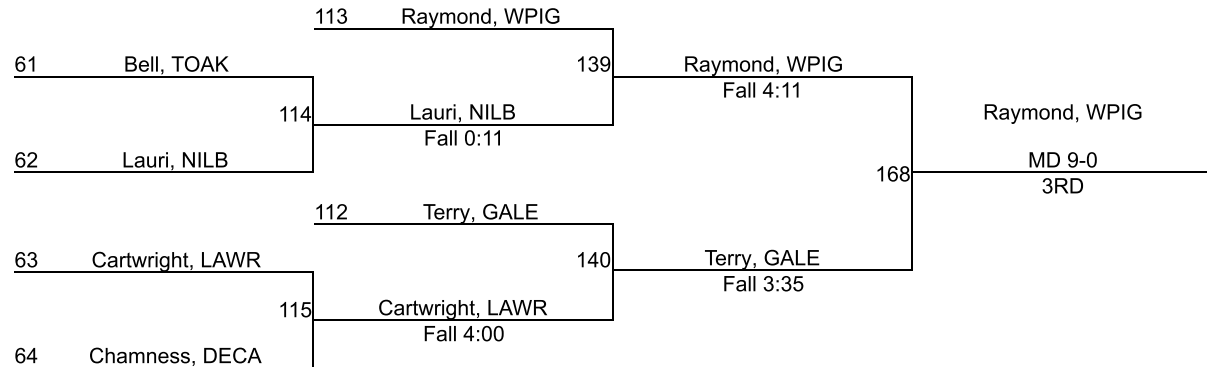 113 Raymond, WPIG
61 Bell, TOAK
139 Raymond, WPIG
Fall 4:11
114 Lauri, NILB
Fall 0:11
Raymond, WPIG
62 Lauri, NILB
MD 9-0
168
3RD
112 Terry, GALE
63 Cartwright, LAWR
140 Terry, GALE
Fall 3:35
115 Cartwright, LAWR
Fall 4:00
64 Chamness, DECA